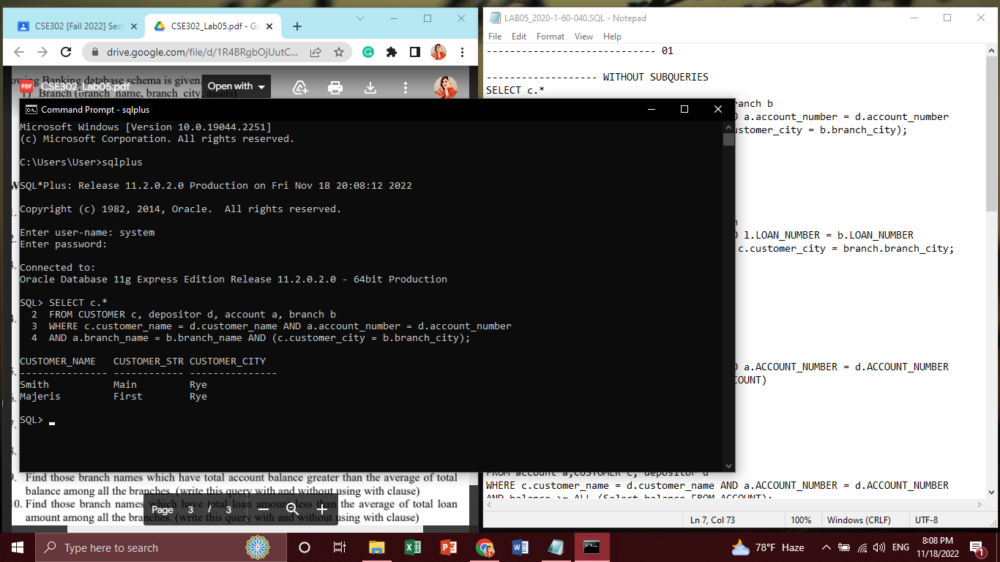 CSE302 [Fall 2022] Sect
CSE302_Lab05.pdf - Go
drive.google.com/file/d/1R4BRgbOjUutC...
owing Banking database schema is given.
1) Branch (branch_name, branch_city, assets)
PDF
CSE302_Lab05.pdf
Open with
LAB05_2020-1-60-040.SQL - Notepad
File Edit Format View Help
----------------------------- 01
------------------- WITHOUT SUBQUERIES
SELECT c.*
ranch b
a.account_number = d.account_number
ustomer_city = b.branch_city);
l.LOAN_NUMBER = b.LOAN_NUMBER
c.customer_city = branch.branch_city;
a.ACCOUNT_NUMBER = d.ACCOUNT_NUMBER
COUNT)
FROM account a,CUSTOMER c, depositor d
WHERE c.customer_name = d.customer_name AND a.ACCOUNT_NUMBER = d.ACCOUNT_NUMBER
AND balance >= ALL (Select balance FROM ACCOUNT);
Ln 7, Col 73
100%
Windows (CRLF)
UTF-8
Command Prompt - sqlplus
Microsoft Windows [Version 10.0.19044.2251]
(c) Microsoft Corporation. All rights reserved.
C:\Users\User>sqlplus
SQL*Plus: Release 11.2.0.2.0 Production on Fri Nov 18 20:08:12 2022
Copyright (c) 1982, 2014, Oracle.  All rights reserved.
Enter user-name: system
Enter password:
Connected to:
Oracle Database 11g Express Edition Release 11.2.0.2.0 - 64bit Production
SQL> SELECT c.*
2  FROM CUSTOMER c, depositor d, account a, branch b
3  WHERE c.customer_name = d.customer_name AND a.account_number = d.account_number
4  AND a.branch_name = b.branch_name AND (c.customer_city = b.branch_city);
CUSTOMER_NAME   CUSTOMER_STR CUSTOMER_CITY
--------------- ------------ ---------------
Smith           Main         Rye
Majeris         First        Rye
SQL>
9. Find those branch names which have total account balance greater than the average of total
balance among all the branches. (write this query with and without using with clause)
10. Find those branch names which have total loan amount less than the average of total loan
amount among all the branches. (write this query with and without using with clause)
Page 3 / 3
Type here to search
78°F Haze
ENG
8:08 PM
11/18/2022
1